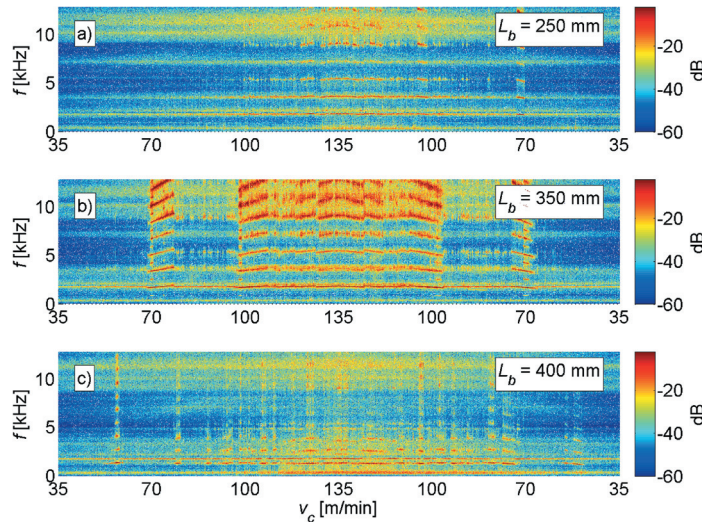 a)
L_b = 250 mm
f [kHz]
10
5
0
35 70 100 135 100 70 35
-20
-40
-60
dB
b)
L_b = 350 mm
f [kHz]
10
5
0
35 70 100 135 100 70 35
-20
-40
-60
dB
c)
L_b = 400 mm
f [kHz]
10
5
0
35 70 100 135 100 70 35
v_c [m/min]
-20
-40
-60
dB